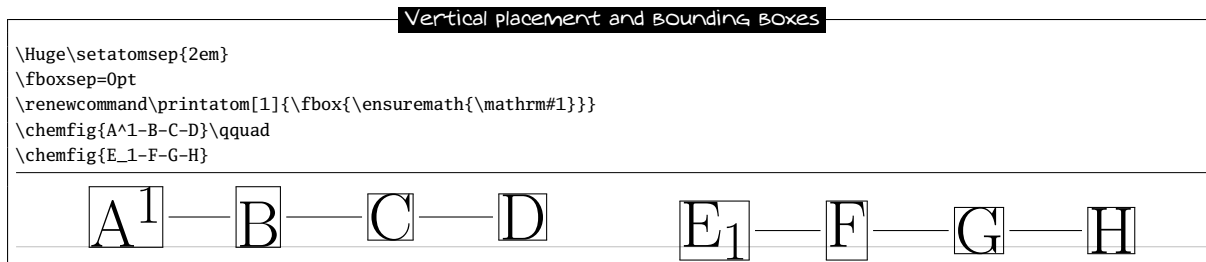 Vertical placement and Bounding Boxes
\Huge\setatomsep{2em}
\fboxsep=0pt
\renewcommand\printatom[1]{\fbox{\ensuremath{\mathrm#1}}}
\chemfig{A^1-B-C-D}\qquad
\chemfig{E_1-F-G-H}
A¹ B C D E₁ F G H